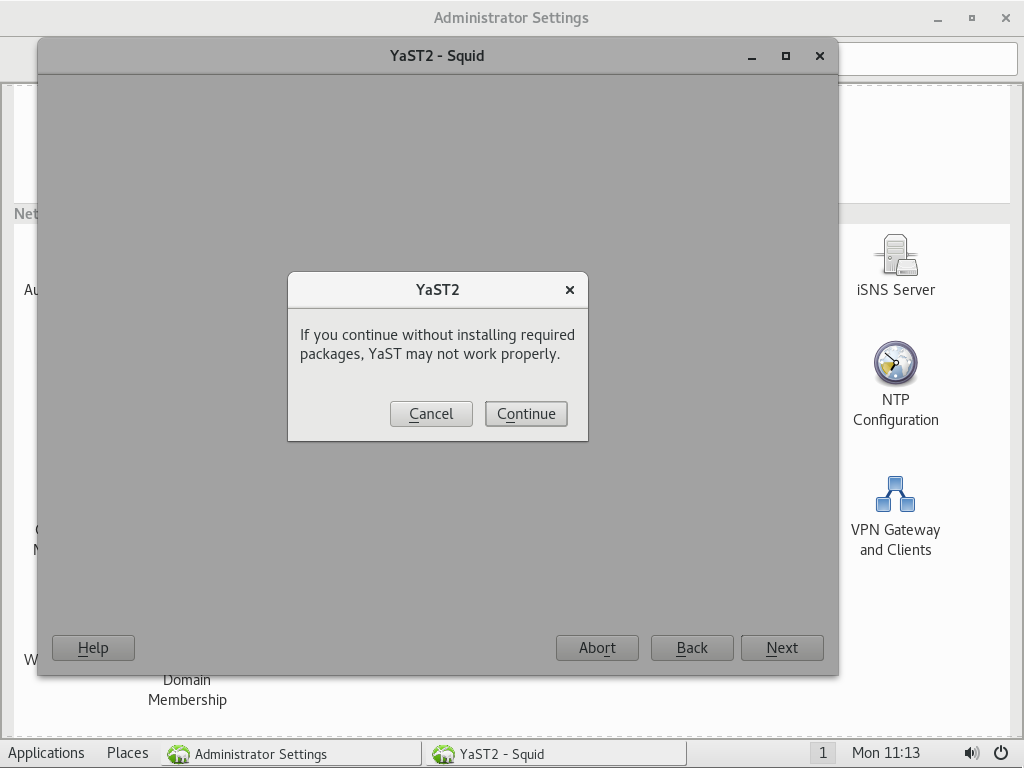 Administrator Settings
YaST2 - Squid
Net
Au
iSNS Server
YaST2
If you continue without installing required
packages, YaST may not work properly.
Cancel
Continue
NTP
Configuration
VPN Gateway
and Clients
W
Help
Abort
Back
Next
Domain
Membership
Applications
Places
Administrator Settings
YaST2 - Squid
1
Mon 11:13